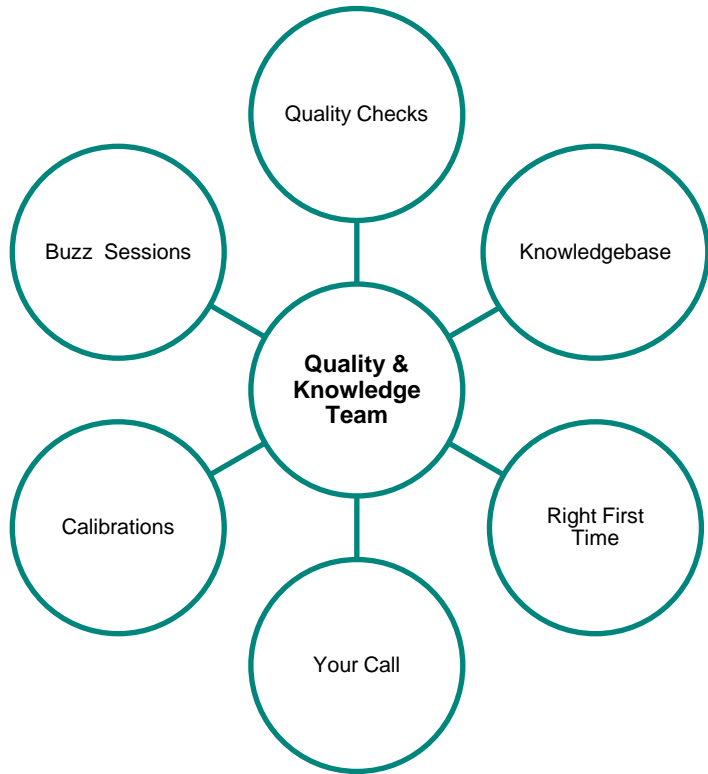 Quality Checks
Buzz Sessions
Knowledgebase
Quality &
Knowledge
Team
Calibrations
Right First
Time
Your Call